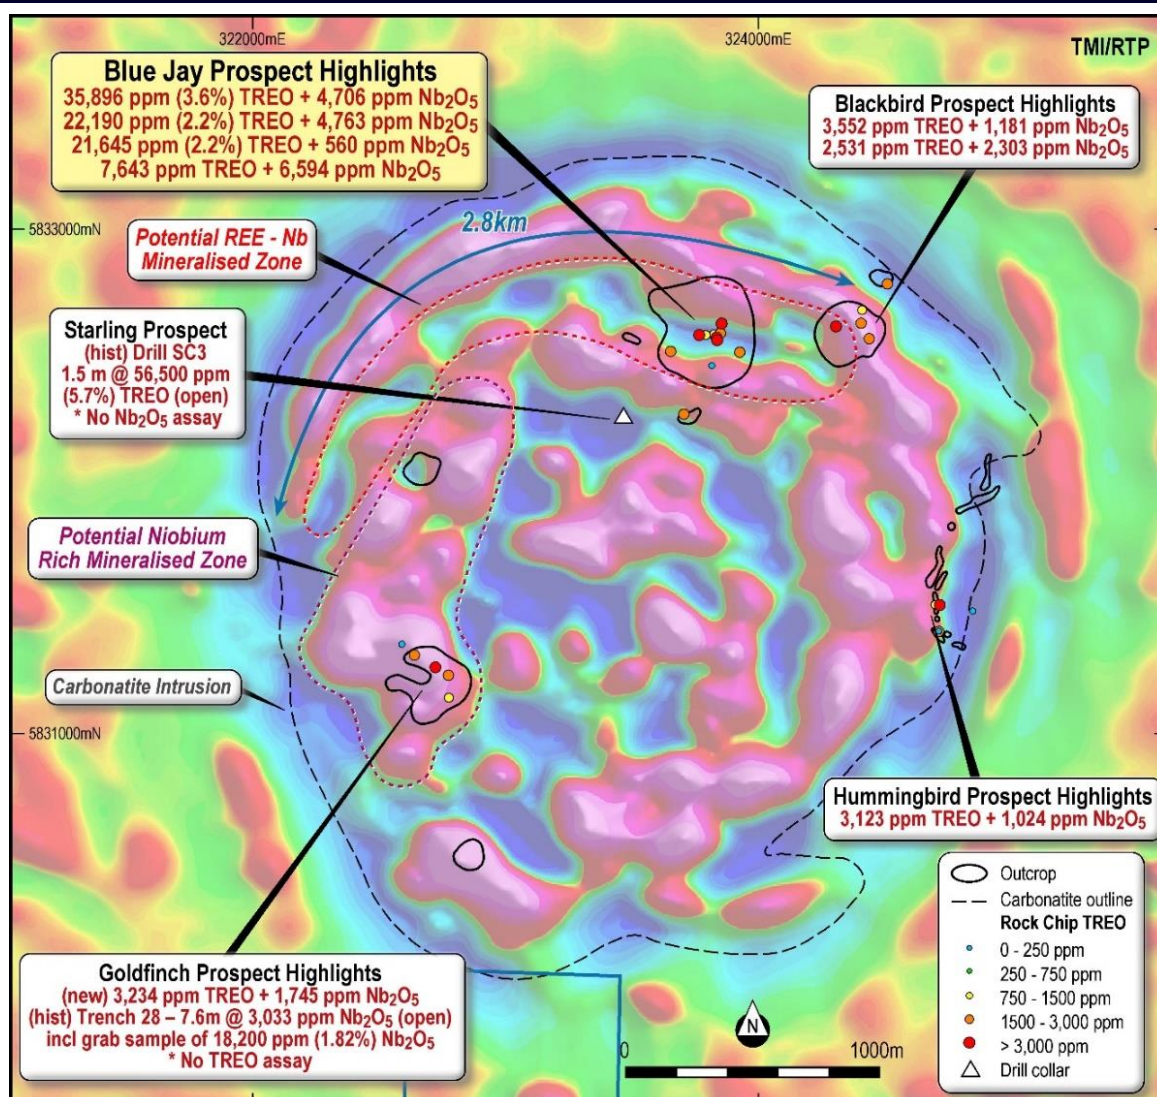 322000mE
324000mE
TMI/RTP
Blue Jay Prospect Highlights
35,896 ppm (3.6%) TREO + 4,706 ppm Nb₂O₅
22,190 ppm (2.2%) TREO + 4,763 ppm Nb₂O₅
21,645 ppm (2.2%) TREO + 560 ppm Nb₂O₅
7,643 ppm TREO + 6,594 ppm Nb₂O₅
Blackbird Prospect Highlights
3,552 ppm TREO + 1,181 ppm Nb₂O₅
2,531 ppm TREO + 2,303 ppm Nb₂O₅
5833000mN
2.8km
Potential REE - Nb
Mineralised Zone
Starling Prospect
(hist) Drill SC3
1.5 m @ 56,500 ppm
(5.7%) TREO (open)
* No Nb₂O₅ assay
Potential Niobium
Rich Mineralised Zone
Carbonatite Intrusion
5831000mN
Hummingbird Prospect Highlights
3,123 ppm TREO + 1,024 ppm Nb₂O₅
Goldfinch Prospect Highlights
(new) 3,234 ppm TREO + 1,745 ppm Nb₂O₅
(hist) Trench 28 – 7.6m @ 3,033 ppm Nb₂O₅ (open)
incl grab sample of 18,200 ppm (1.82%) Nb₂O₅
* No TREO assay
N
0
1000m
Outcrop
Carbonatite outline
Rock Chip TREO
0 - 250 ppm
250 - 750 ppm
750 - 1500 ppm
1500 - 3,000 ppm
> 3,000 ppm
Drill collar